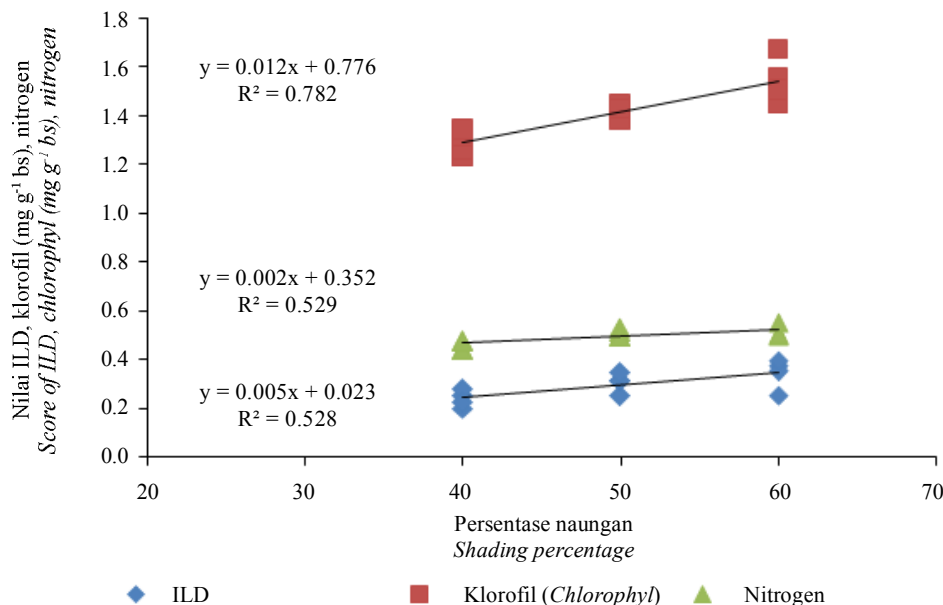 Nilai ILD, klorofil (mg g⁻¹ bs), nitrogen
Score of ILD, chlorophyl (mg g⁻¹ bs), nitrogen
1.8
1.6
1.4
1.2
1.0
0.8
0.6
0.4
0.2
0.0
y = 0.012x + 0.776
R² = 0.782
y = 0.002x + 0.352
R² = 0.529
y = 0.005x + 0.023
R² = 0.528
20 30 40 50 60 70
Persentase naungan
Shading percentage
ILD Klorofil (Chlorophyl) Nitrogen